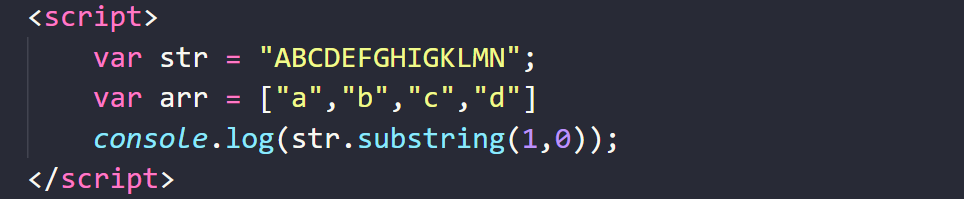 <script>
var str = "ABCDEFGHIGKLMN";
var arr = ["a","b","c","d"]
console.log(str.substring(1,0));
</script>